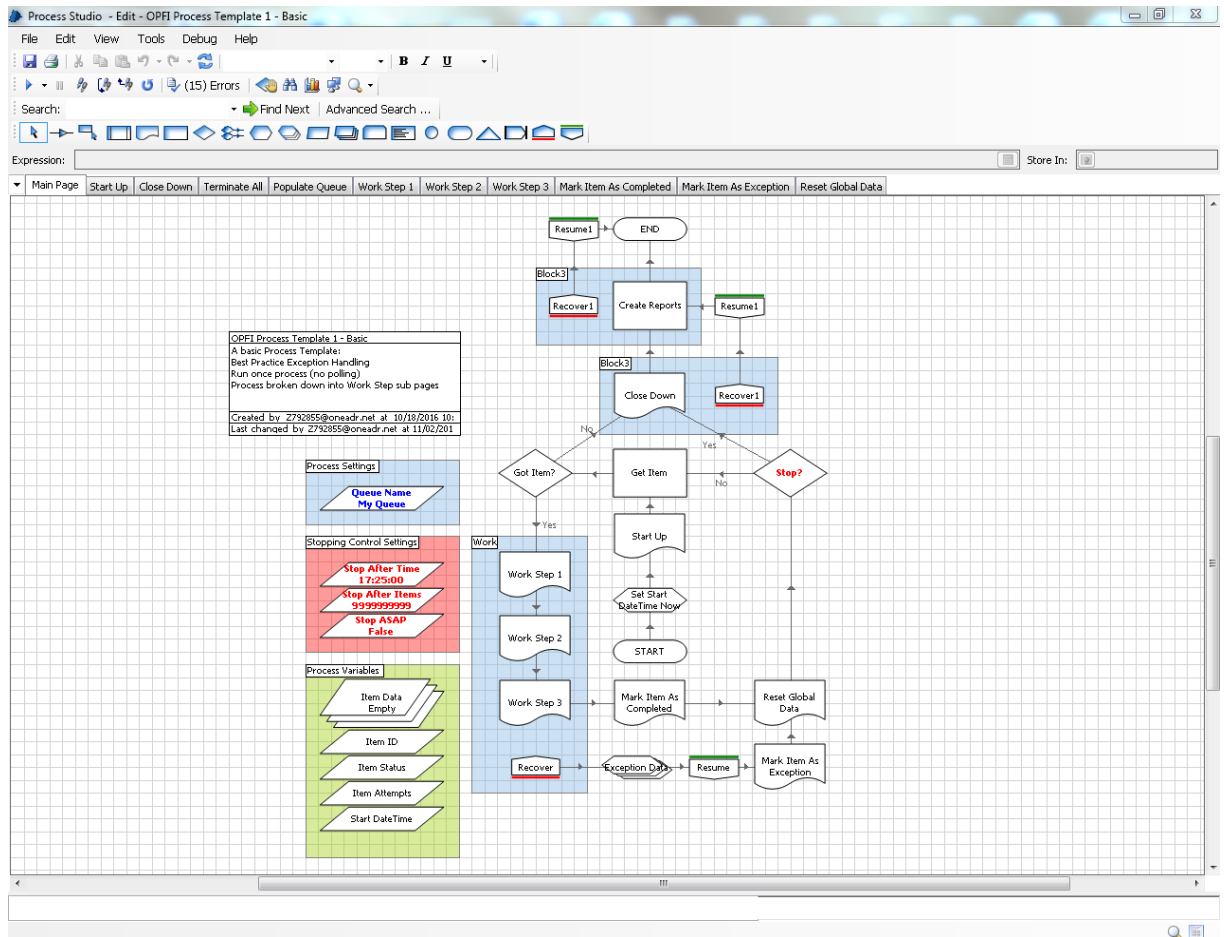 Process Studio - Edit - OPFI Process Template 1 - Basic
File Edit View Tools Debug Help
B I U
(15) Errors
Search: Find Next Advanced Search ...
Expression: Store In:
Main Page Start Up Close Down Terminate All Populate Queue Work Step 1 Work Step 2 Work Step 3 Mark Item As Completed Mark Item As Exception Reset Global Data
Resume1
END
Block3
Recover1
Create Reports
Resume1
OPFI Process Template 1 - Basic
A basic Process Template:
Best Practice Exception Handling
Run once process (no polling)
Process broken down into Work Step sub pages
Created by Z792855@oneadr.net at 10/18/2016 10:
Last changed by Z792855@oneadr.net at 11/02/201
Block3
Close Down
Recover1
No
Yes
Got Item?
Get Item
No
Stop?
Process Settings
Queue Name
My Queue
Yes
Start Up
Stopping Control Settings
Stop After Time
17:25:00
Stop After Items
9999999999
Stop ASAP
False
Work
Work Step 1
Set Start
DateTime Now
Work Step 2
START
Process Variables
Item Data
Empty
Item ID
Item Status
Item Attempts
Start DateTime
Work Step 3
Mark Item As
Completed
Reset Global
Data
Recover
Exception Data
Resume
Mark Item As
Exception